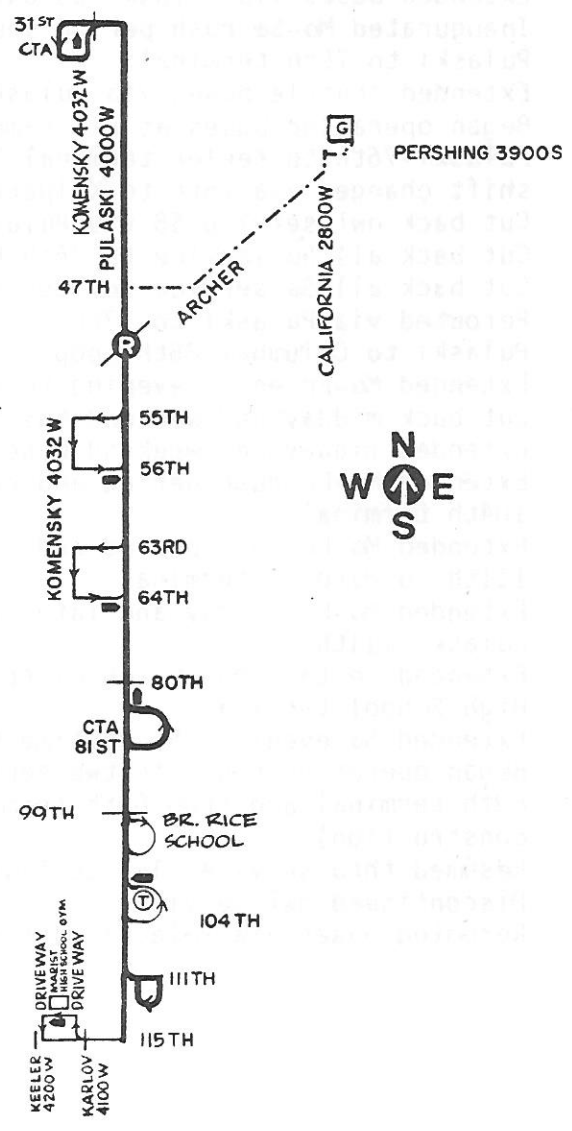 31ST
CTA
KOMENSKY 4032 W
PULASKI 4000W
G
PERSHING 3900S
CALIFORNIA 2800W
47TH
ARCHER
R
55TH
56TH
KOMENSKY 4032 W
N
W E
S
63RD
64TH
80TH
CTA
81ST
99TH
BR. RICE
SCHOOL
T
104TH
111TH
DRIVEWAY
MARIST
HIGH SCHOOL GYM
DRIVEWAY
115TH
KEELER
4200W
KARLOV
4100W